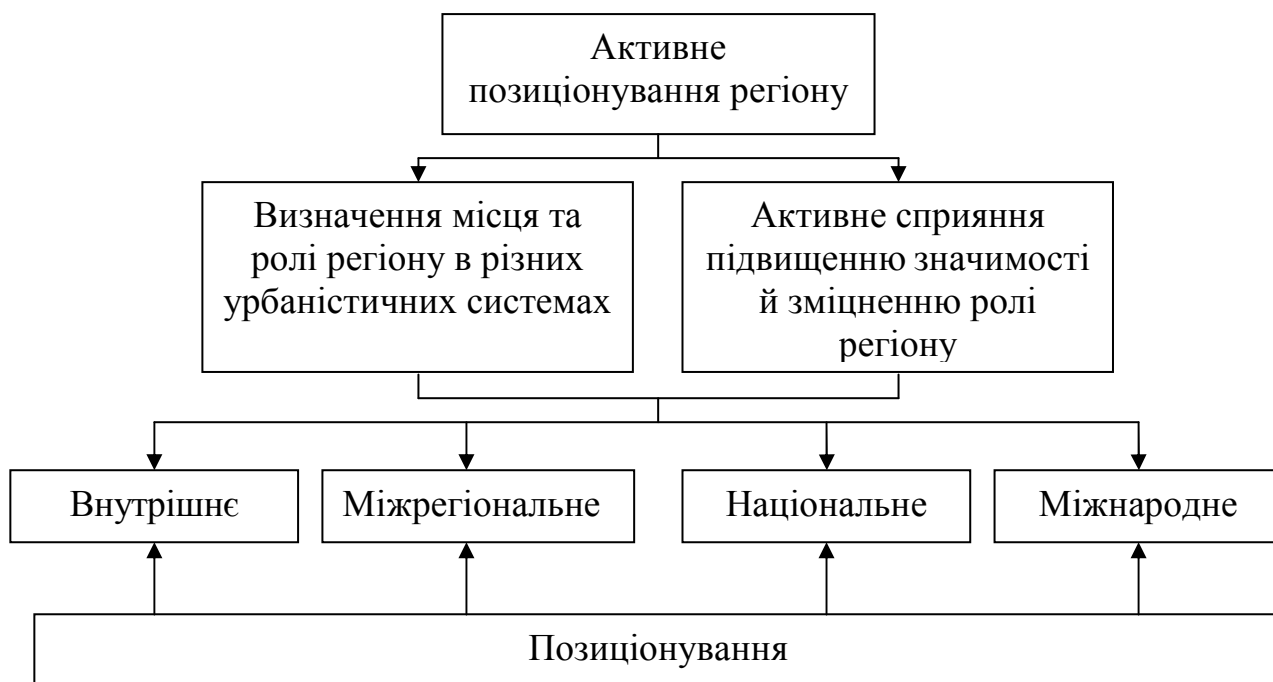 Активне
позиціонування регіону
Визначення місця та
ролі регіону в різних
урбаністичних системах
Активне сприяння
підвищенню значимості
й зміцненню ролі
регіону
Внутрішнє
Міжрегіональне
Національне
Міжнародне
Позиціонування